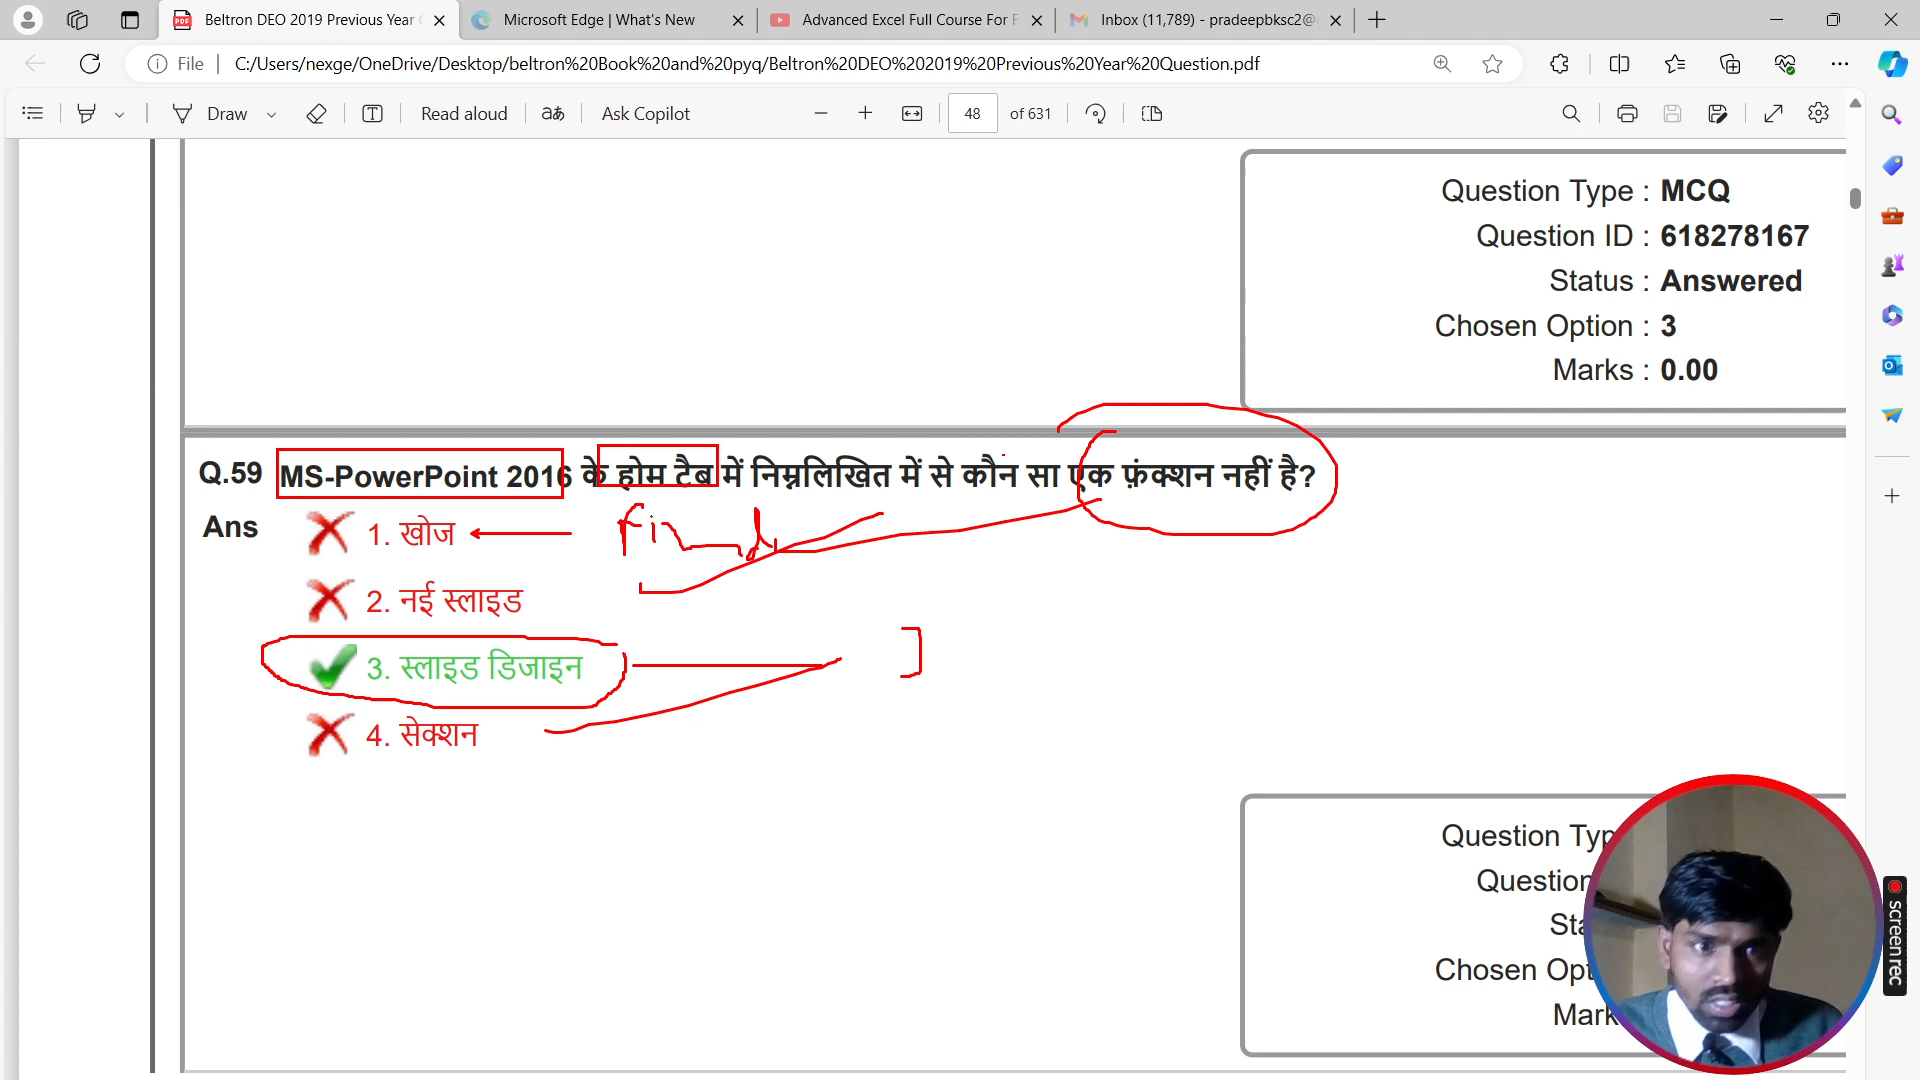 Beltron DEO 2019 Previous Year
Microsoft Edge | What's New
Advanced Excel Full Course For F
Inbox (11,789) - pradeepbksc2@
File
C:/Users/nexge/OneDrive/Desktop/beltron%20Book%20and%20pyq/Beltron%20DEO%202019%20Previous%20Year%20Question.pdf
Draw
Read aloud
Ask Copilot
48 of 631
Question Type : MCQ
Question ID : 618278167
Status : Answered
Chosen Option : 3
Marks : 0.00
Q.59 MS-PowerPoint 2016 के होम टैब में निम्नलिखित में से कौन सा एक फ़ंक्शन नहीं है?
Ans 1. खोज
Find
2. नई स्लाइड
3. स्लाइड डिजाइन
4. सेक्शन
Question Typ
Question
Sta
Chosen Opt
Mark
screenrec